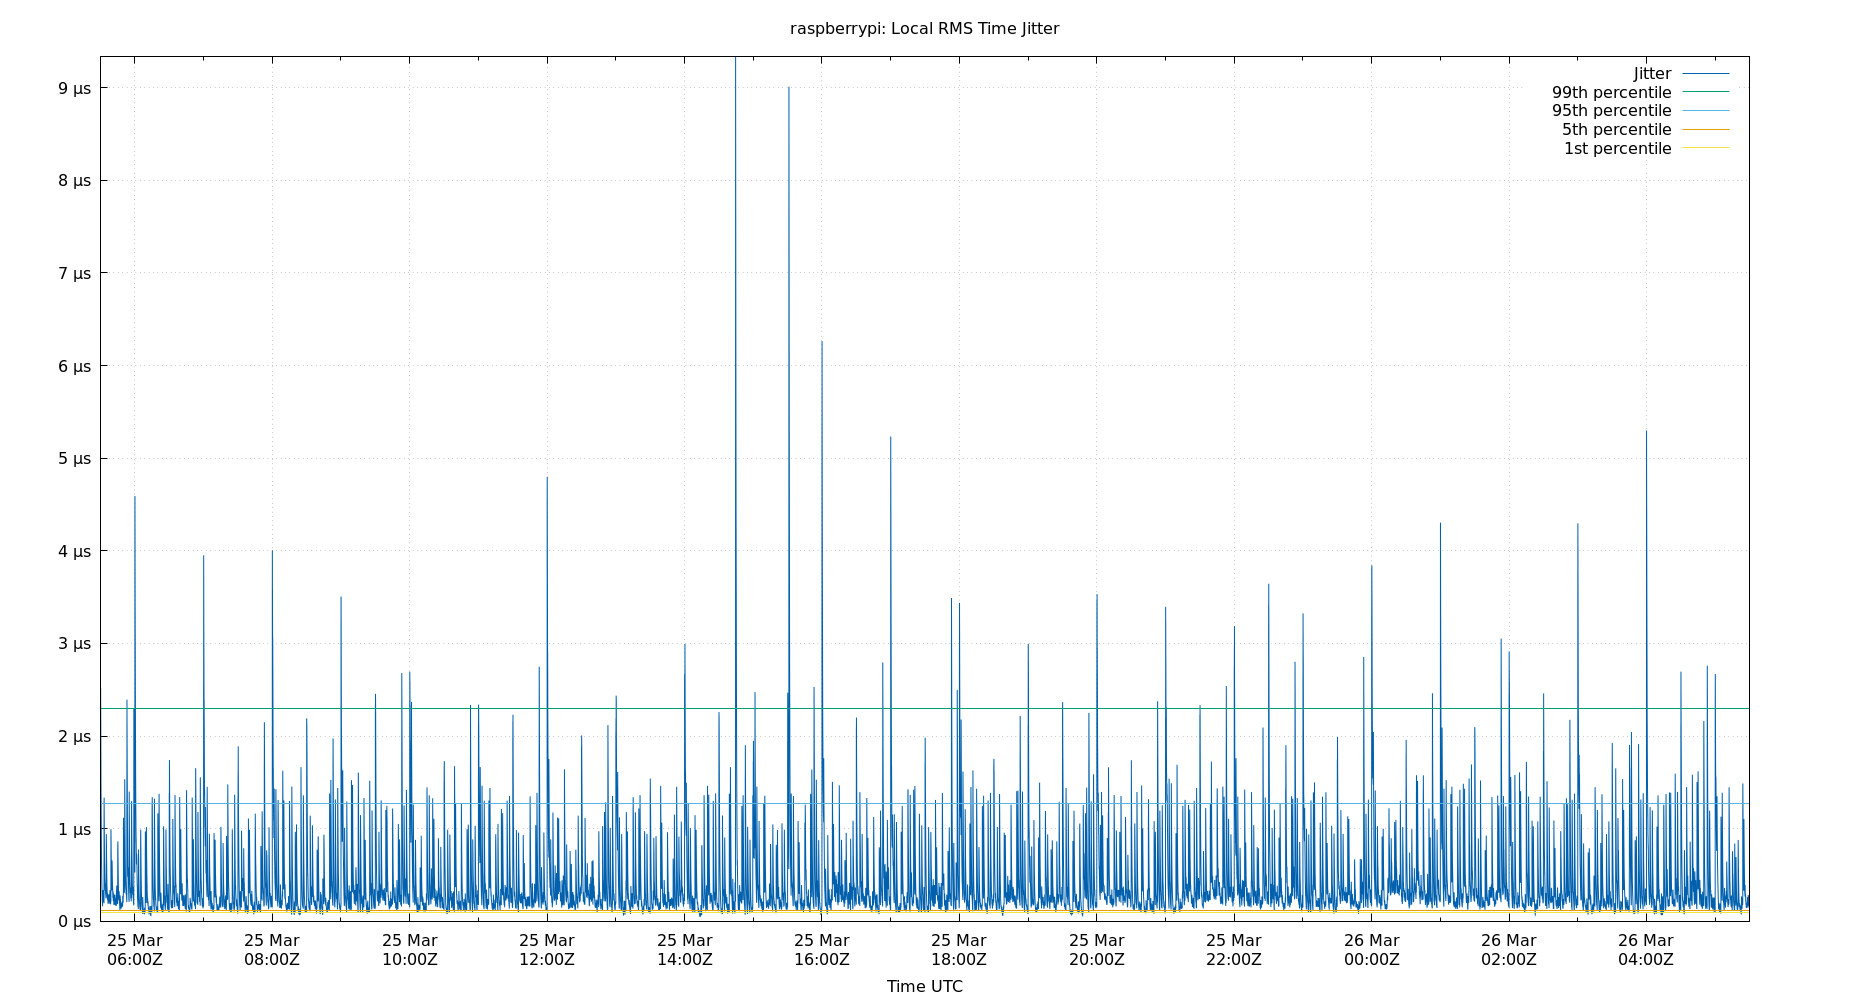 raspberrypi: Local RMS Time Jitter
Jitter
99th percentile
95th percentile
5th percentile
1st percentile
9 µs
8 µs
7 µs
6 µs
5 µs
4 µs
3 µs
2 µs
1 µs
0 µs
25 Mar 25 Mar 25 Mar 25 Mar 25 Mar 25 Mar 25 Mar 25 Mar 25 Mar 26 Mar 26 Mar 26 Mar
06:00Z 08:00Z 10:00Z 12:00Z 14:00Z 16:00Z 18:00Z 20:00Z 22:00Z 00:00Z 02:00Z 04:00Z
Time UTC